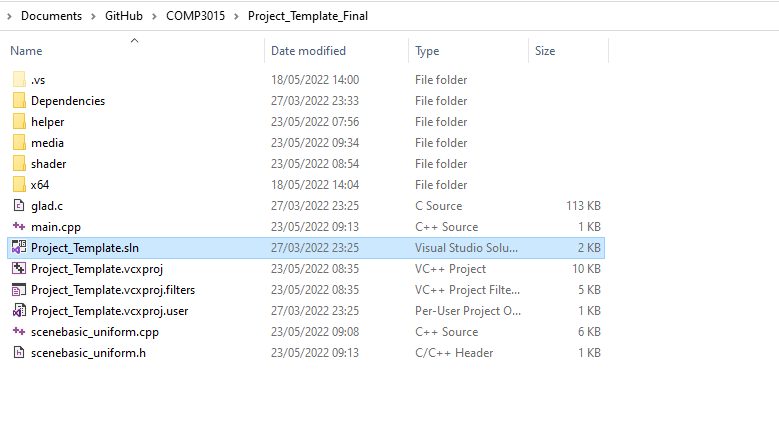 Documents > GitHub > COMP3015 > Project_Template_Final
Name Date modified Type Size
.vs 18/05/2022 14:00 File folder
Dependencies 27/03/2022 23:33 File folder
helper 23/05/2022 07:56 File folder
media 23/05/2022 09:34 File folder
shader 23/05/2022 08:54 File folder
x64 18/05/2022 14:04 File folder
glad.c 27/03/2022 23:25 C Source 113 KB
main.cpp 23/05/2022 09:13 C++ Source 1 KB
Project_Template.sln 27/03/2022 23:25 Visual Studio Solu... 2 KB
Project_Template.vcxproj 23/05/2022 08:35 VC++ Project 10 KB
Project_Template.vcxproj.filters 23/05/2022 08:35 VC++ Project Filte... 5 KB
Project_Template.vcxproj.user 27/03/2022 23:25 Per-User Project O... 1 KB
scenebasic_uniform.cpp 23/05/2022 09:08 C++ Source 6 KB
scenebasic_uniform.h 23/05/2022 09:13 C/C++ Header 1 KB